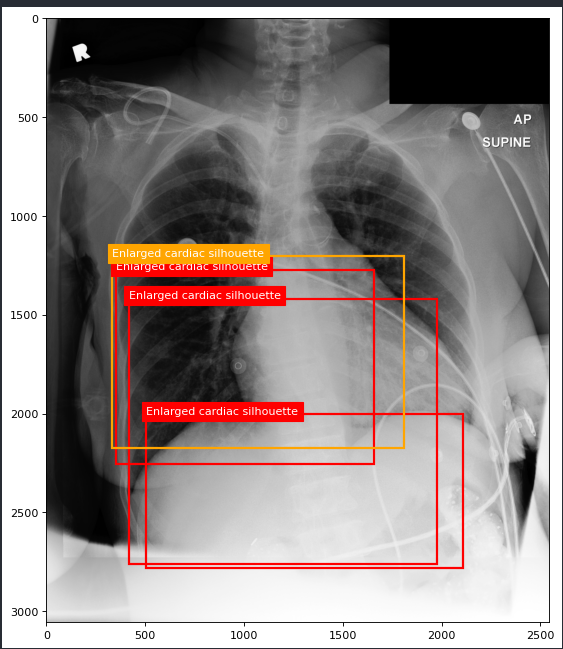 0
R
500
AP
SUPINE
1000
Enlarged cardiac silhouette
Enlarged cardiac silhouette
Enlarged cardiac silhouette
1500
2000
Enlarged cardiac silhouette
2500
3000
0 500 1000 1500 2000 2500